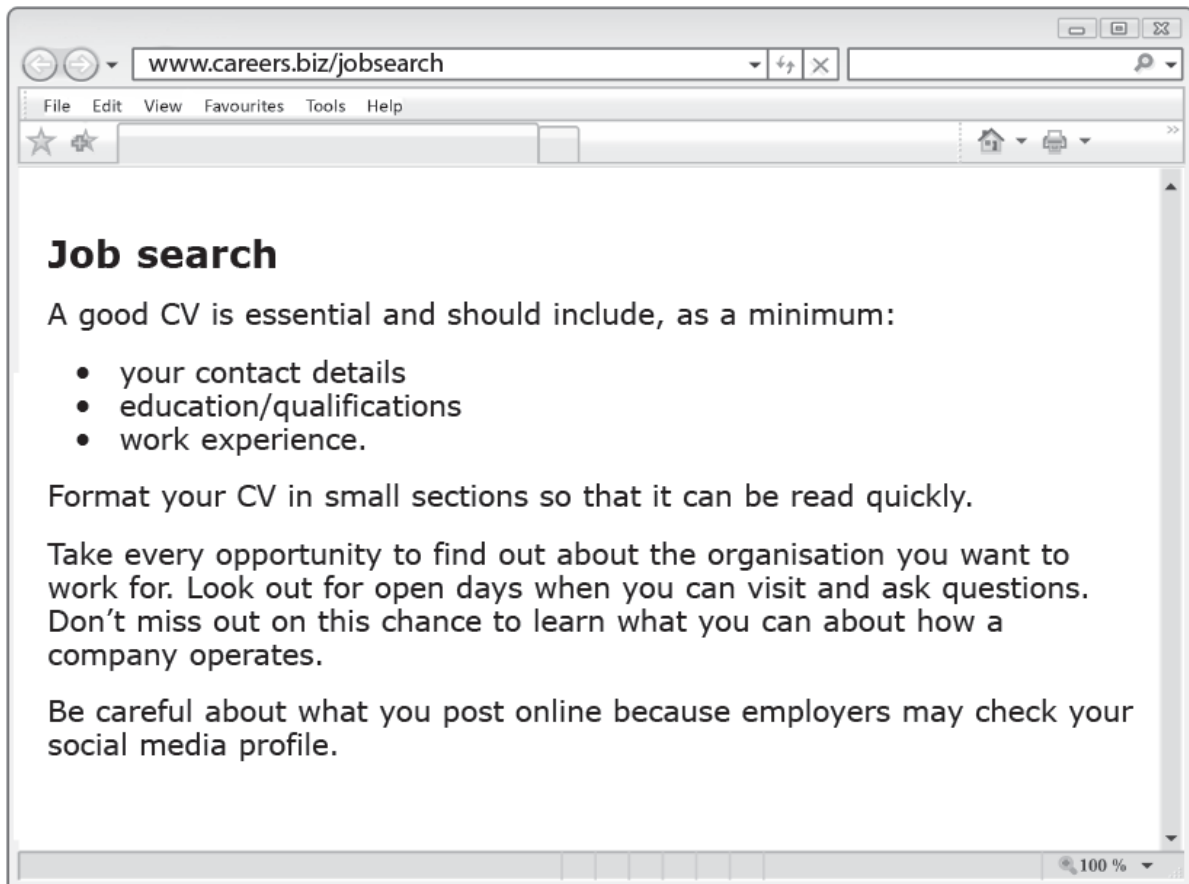 www.careers.biz/jobsearch
File Edit View Favourites Tools Help
Job search
A good CV is essential and should include, as a minimum:
• your contact details
• education/qualifications
• work experience.
Format your CV in small sections so that it can be read quickly.
Take every opportunity to find out about the organisation you want to
work for. Look out for open days when you can visit and ask questions.
Don’t miss out on this chance to learn what you can about how a
company operates.
Be careful about what you post online because employers may check your
social media profile.
100 %